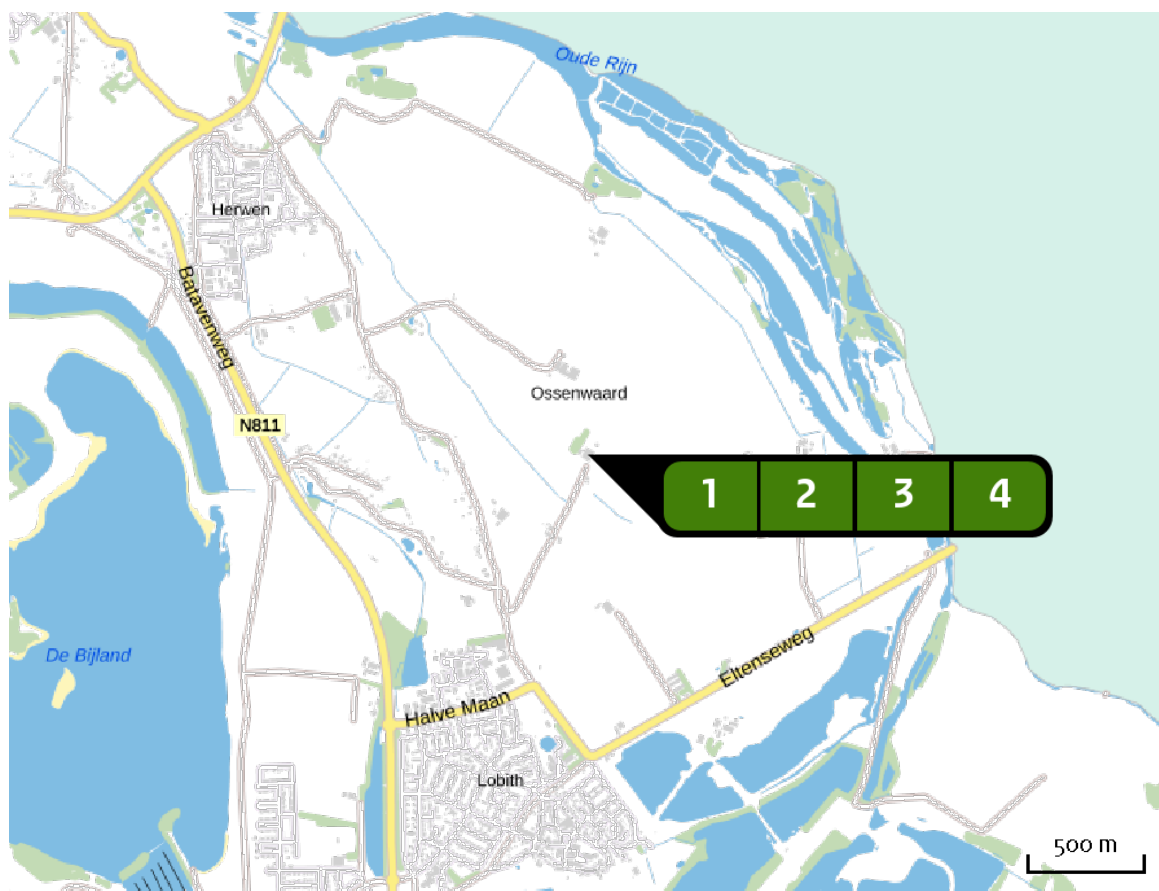 Oude Rijn
Herwen
Batavenweg
Ossenwaard
N811
1 2 3 4
De Bijland
Eltenseweg
Halve Maan
Lobith
500 m